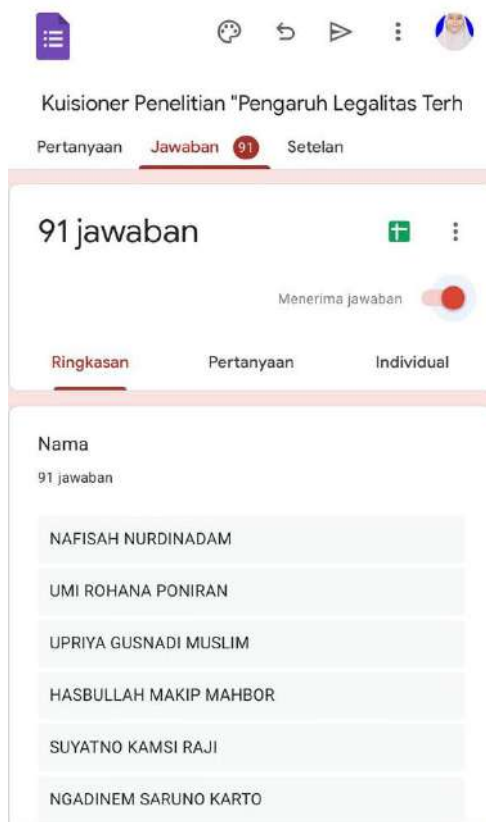 Kuisioner Penelitian "Pengaruh Legalitas Terh
Pertanyaan Jawaban 91 Setelan
91 jawaban
Menerima jawaban
Ringkasan Pertanyaan Individual
Nama
91 jawaban
NAFISAH NURDINADAM
UMI ROHANA PONIRAN
UPRIYA GUSNADI MUSLIM
HASBULLAH MAKIP MAHBOR
SUYATNO KAMSI RAJI
NGADINEM SARUNO KARTO